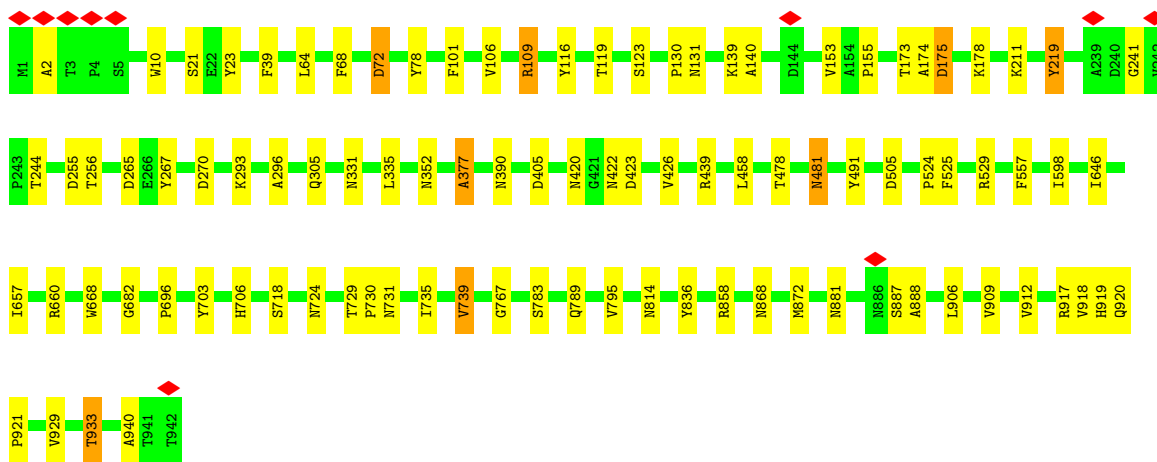 M1 A2 T3 P4 S5 W10 S21 E22 Y23 F39 L64 F68 D72 Y78 F101 V106 R109 Y116 T119 S123 P130 N131 K139 A140 D144 V153 A154 P155 T173 A174 D175 K178 K211 Y219 A239 D240 G241
P243 T244 D255 T256 D265 E266 Y267 D270 K293 A296 Q305 N331 L335 N352 A377 N390 D405 N420 G421 N422 D423 V426 R439 L458 T478 N481 Y491 D505 P524 F525 R529 F557 I598 I646
I657 R660 W668 G682 P696 Y703 H706 S718 N724 T729 P730 N731 I735 V739 G767 S783 Q789 V795 N814 Y836 R858 N868 M872 N881 N886 S887 A888 L906 V909 V912 R917 V918 H919 Q920
P921 V929 T933 A940 T941 T942